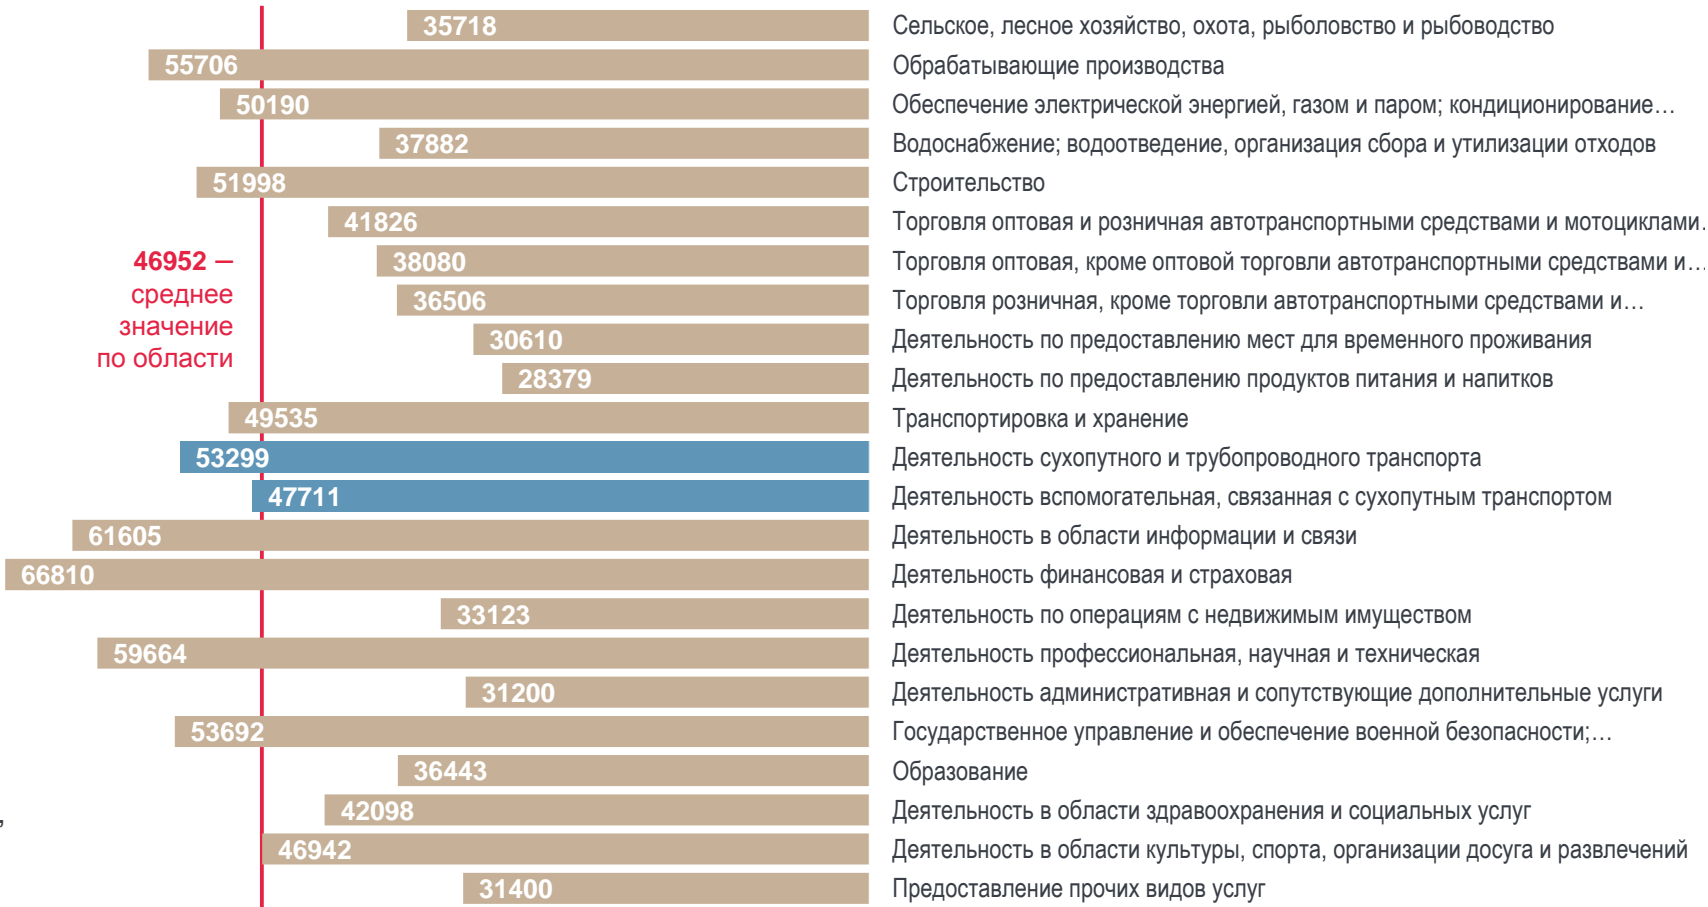 35718 Сельское, лесное хозяйство, охота, рыболовство и рыбоводство
55706 Обрабатывающие производства
50190 Обеспечение электрической энергией, газом и паром; кондиционирование…
37882 Водоснабжение; водоотведение, организация сбора и утилизации отходов
51998 Строительство
41826 Торговля оптовая и розничная автотранспортными средствами и мотоциклами.
38080 Торговля оптовая, кроме оптовой торговли автотранспортными средствами и…
36506 Торговля розничная, кроме торговли автотранспортными средствами и…
30610 Деятельность по предоставлению мест для временного проживания
28379 Деятельность по предоставлению продуктов питания и напитков
49535 Транспортировка и хранение
53299 Деятельность сухопутного и трубопроводного транспорта
47711 Деятельность вспомогательная, связанная с сухопутным транспортом
61605 Деятельность в области информации и связи
66810 Деятельность финансовая и страховая
33123 Деятельность по операциям с недвижимым имуществом
59664 Деятельность профессиональная, научная и техническая
31200 Деятельность административная и сопутствующие дополнительные услуги
53692 Государственное управление и обеспечение военной безопасности;…
36443 Образование
42098 Деятельность в области здравоохранения и социальных услуг
46942 Деятельность в области культуры, спорта, организации досуга и развлечений
31400 Предоставление прочих видов услуг
46952 –
среднее
значение
по области
,